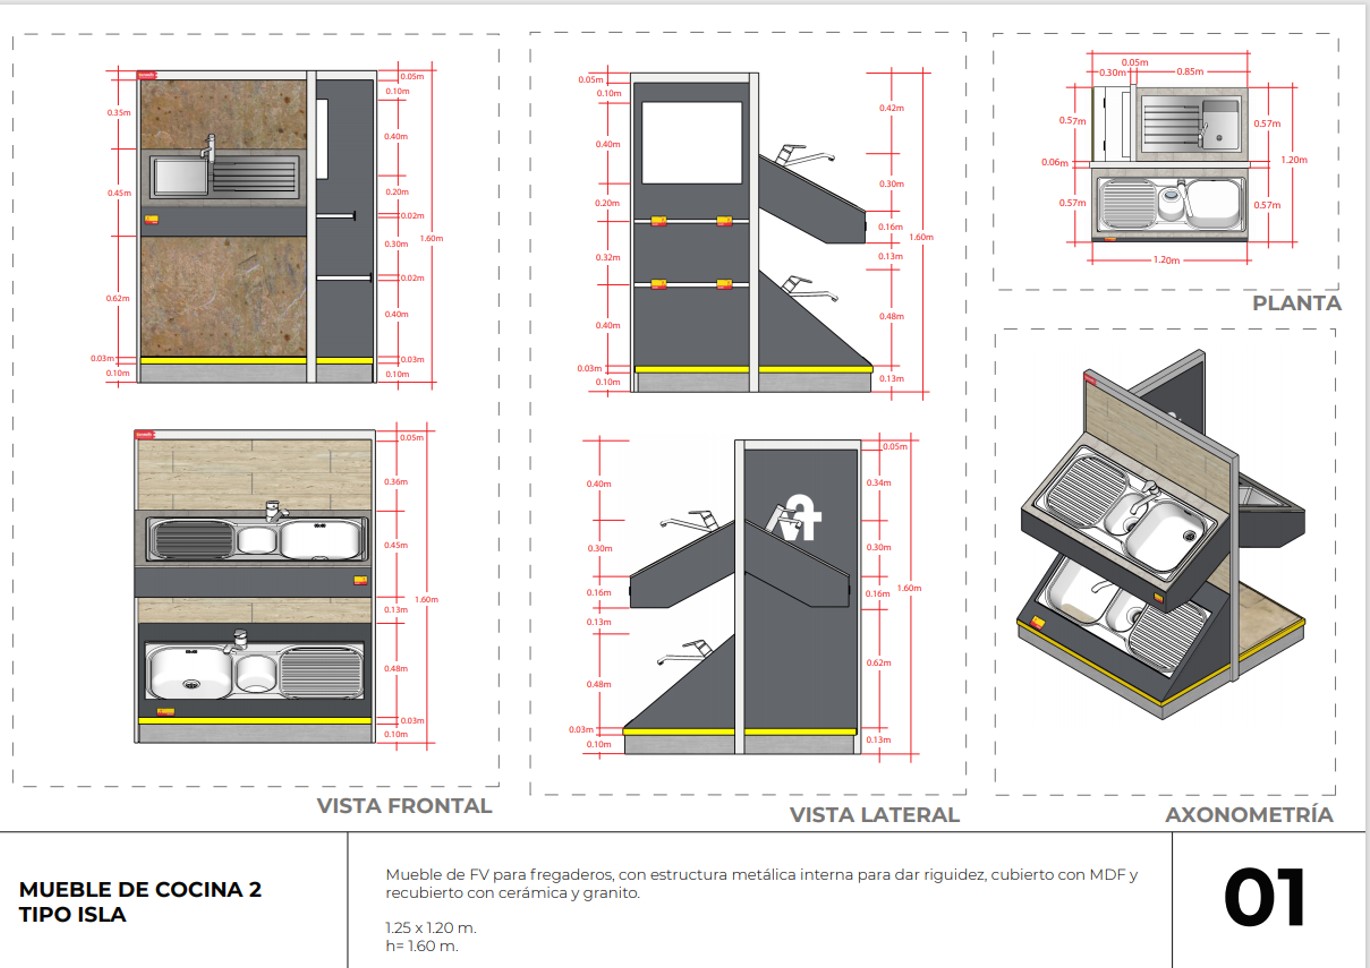 0.05m
0.10m
0.35m
0.40m
0.45m
0.20m
0.02m
0.30m
1.60m
0.02m
0.62m
0.40m
0.03m
0.03m
0.10m
0.10m
0.05m
0.36m
0.45m
1.60m
0.13m
0.48m
0.03m
0.10m
VISTA FRONTAL
0.05m
0.10m
0.42m
0.40m
0.30m
0.20m
0.16m
1.60m
0.32m
0.13m
0.40m
0.48m
0.03m
0.10m
0.13m
0.05m
0.40m
0.34m
0.30m
0.30m
0.16m
0.16m
1.60m
0.13m
0.62m
0.48m
0.03m
0.10m
0.13m
VISTA LATERAL
0.05m
0.30m
0.85m
0.57m
0.57m
0.06m
1.20m
0.57m
0.57m
1.20m
PLANTA
AXONOMETRÍA
MUEBLE DE COCINA 2
TIPO ISLA
Mueble de FV para fregaderos, con estructura metálica interna para dar riguidez, cubierto con MDF y
recubierto con cerámica y granito.
1.25 x 1.20 m.
h= 1.60 m.
01